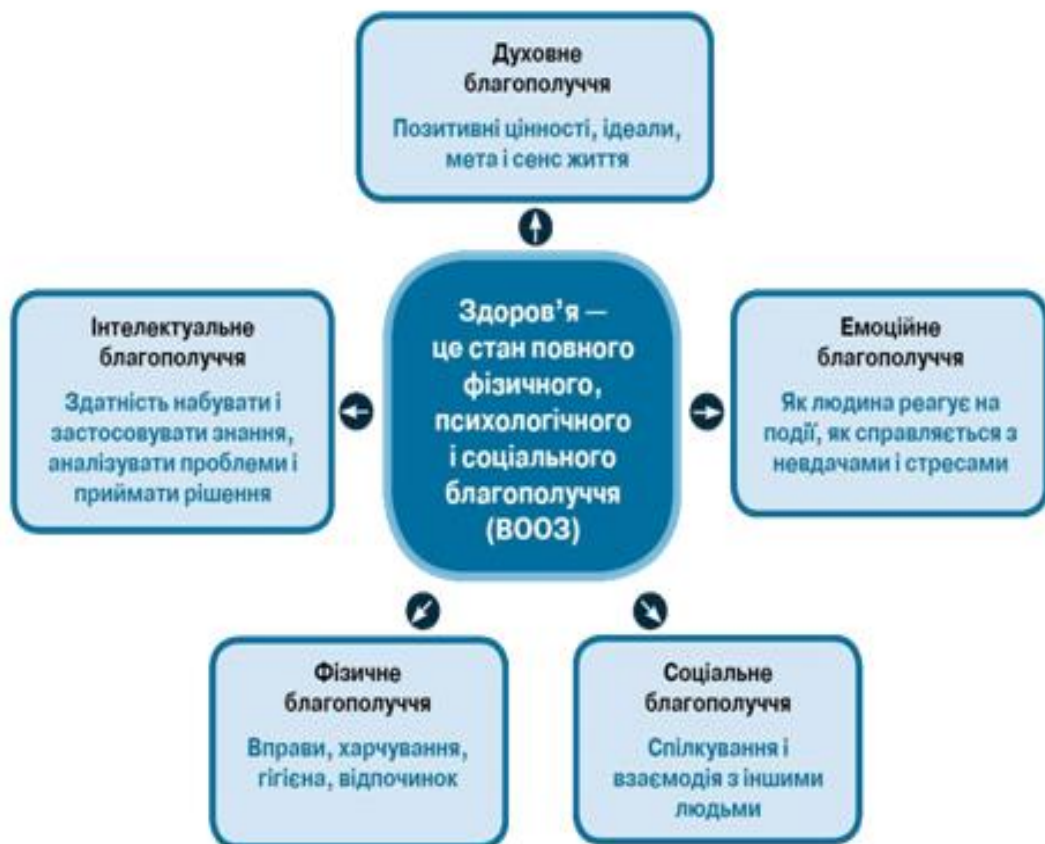 Духовне
благополуччя
Позитивні цінності, ідеали,
мета і сенс життя
Інтелектуальне
благополуччя
Здатність набувати і
застосовувати знання,
аналізувати проблеми і
приймати рішення
Здоров’я —
це стан повного
фізичного,
психологічного
і соціального
благополуччя
(ВООЗ)
Емоційне
благополуччя
Як людина реагує на
події, як справляється з
невдачами і стресами
Фізичне
благополуччя
Вправи, харчування,
гігієна, відпочинок
Соціальне
благополуччя
Спілкування і
взаємодія з іншими
людьми